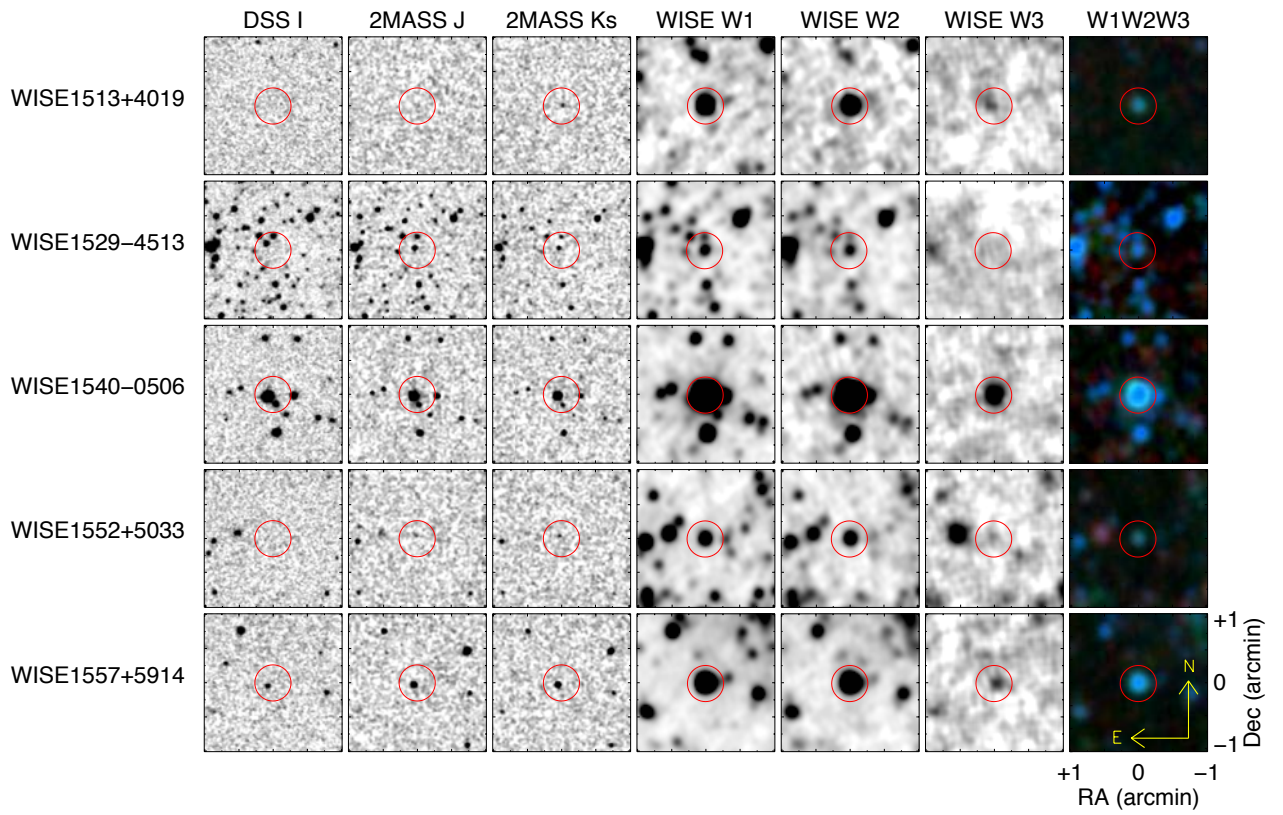 DSS I 2MASS J 2MASS Ks WISE W1 WISE W2 WISE W3 W1W2W3
WISE1513+4019
WISE1529−4513
WISE1540−0506
WISE1552+5033
WISE1557+5914
+1
N
0
E
−1
Dec (arcmin)
+1 0 −1
RA (arcmin)